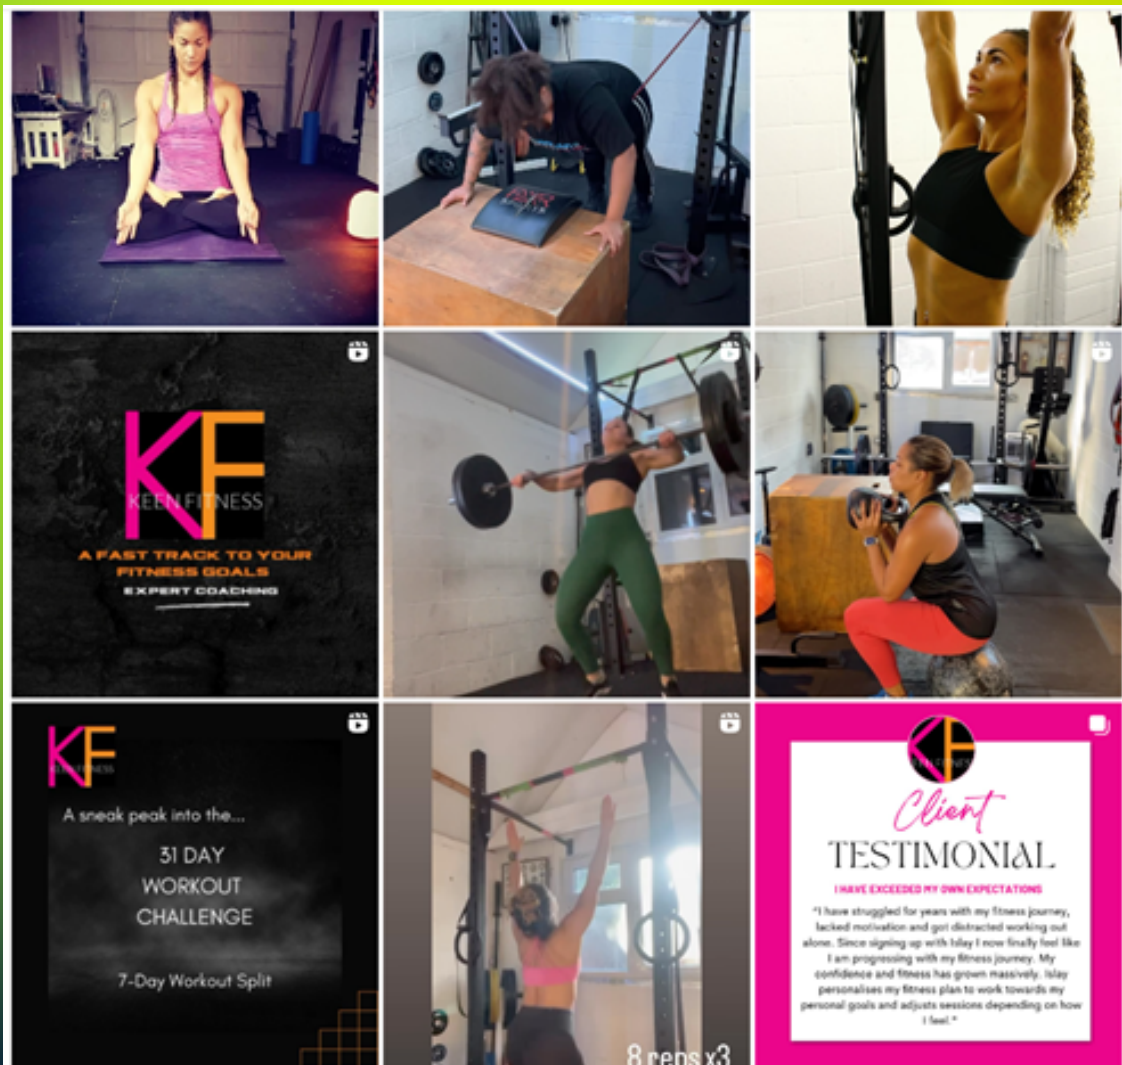 KF
KEEN FITNESS
A FAST TRACK TO YOUR
FITNESS GOALS
EXPERT COACHING
KF
KEEN FITNESS
A sneak peak into the...
31 DAY
WORKOUT
CHALLENGE
7-Day Workout Split
8 reps x3
KF
KEEN FITNESS
Client
TESTIMONIAL
I HAVE EXCEEDED MY OWN EXPECTATIONS
"I have struggled for years with my fitness journey,
lacked motivation and got distracted working out
alone. Since signing up with Islay I now finally feel like
I am progressing with my fitness journey. My
confidence and fitness has grown massively. Islay
personalises my fitness plan to work towards my
personal goals and adjusts sessions depending on how
I feel."